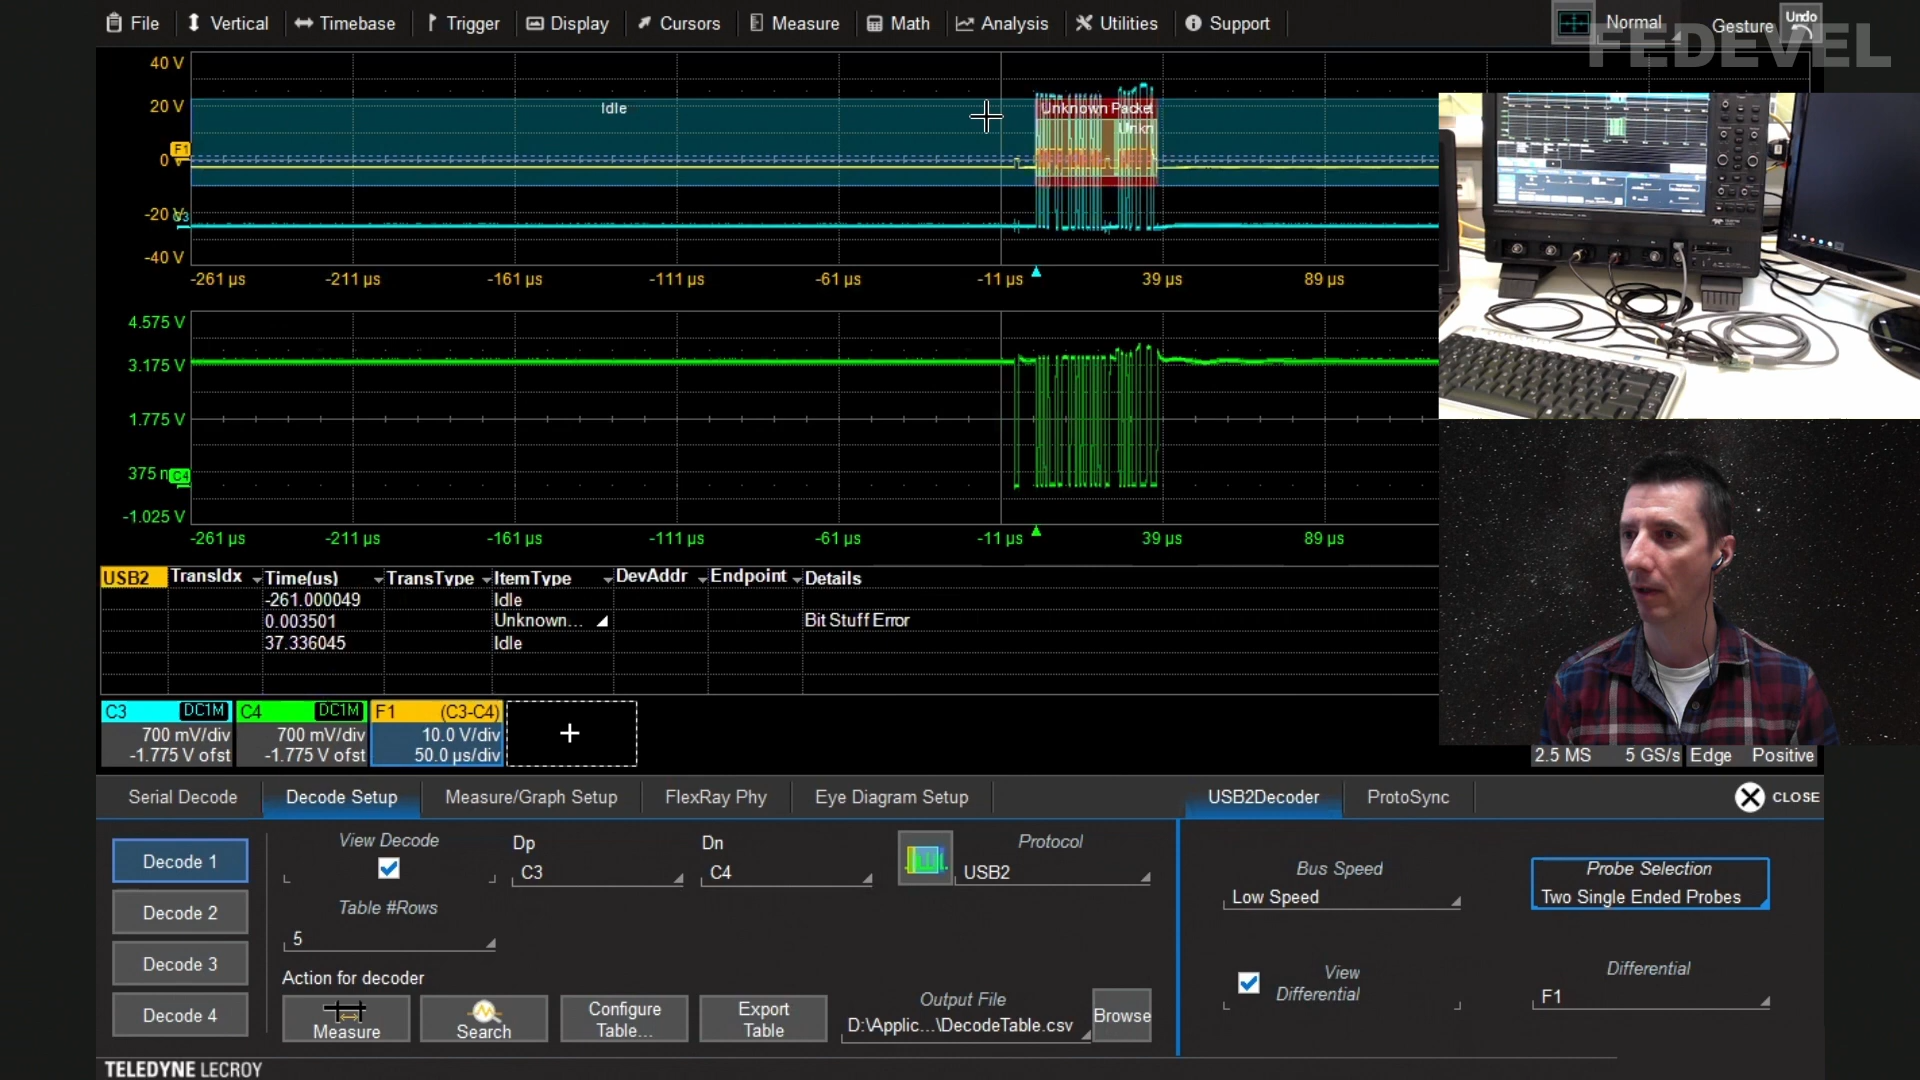 File Vertical Timebase Trigger Display Cursors Measure Math Analysis Utilities Support Normal Gesture Undo
FEDEVEL
40 V
20 V
F1
0 V
-20 V
C3
-40 V
Idle
Unknown Packet
Unkn
-261 µs -211 µs -161 µs -111 µs -61 µs -11 µs 39 µs 89 µs
4.575 V
3.175 V
1.775 V
375 m
C4
-1.025 V
-261 µs -211 µs -161 µs -111 µs -61 µs -11 µs 39 µs 89 µs
USB2 TransIdx Time(us) TransType ItemType DevAddr Endpoint Details
-261.000049 Idle
0.003501 Unknown... Bit Stuff Error
37.336045 Idle
C3 DC1M C4 DC1M F1 (C3-C4)
700 mV/div 700 mV/div 10.0 V/div
-1.775 V ofst -1.775 V ofst 50.0 µs/div
+
2.5 MS 5 GS/s Edge Positive
Serial Decode Decode Setup Measure/Graph Setup FlexRay Phy Eye Diagram Setup USB2Decoder ProtoSync CLOSE
Decode 1
Decode 2
Decode 3
Decode 4
View Decode
Table #Rows
5
Action for decoder
Measure
Search
Configure Table...
Export Table
Dp
C3
Dn
C4
Protocol
USB2
Output File
D:\Applic...\DecodeTable.csv
Browse
Bus Speed
Low Speed
Probe Selection
Two Single Ended Probes
View Differential
Differential
F1
TELEDYNE LECROY